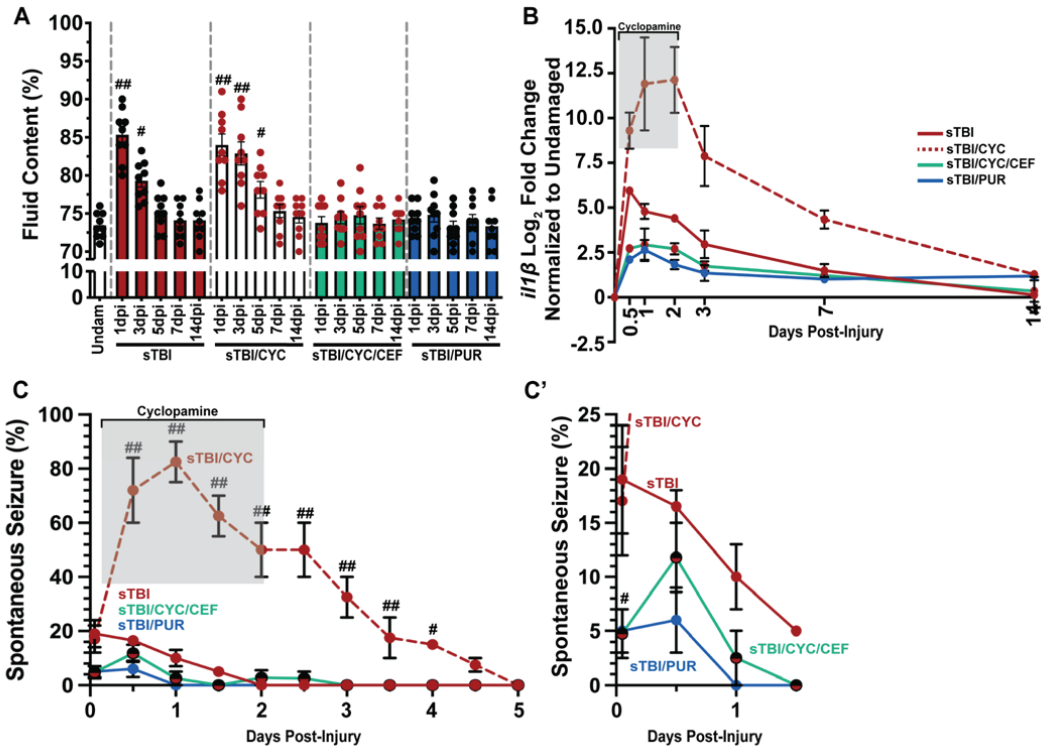 A
Fluid Content (%)
100
95
90
85
80
75
70
10
0
##
#
##
##
#
Undam
1dpi
3dpi
5dpi
7dpi
14dpi
1dpi
3dpi
5dpi
7dpi
14dpi
1dpi
3dpi
5dpi
7dpi
14dpi
1dpi
3dpi
5dpi
7dpi
14dpi
sTBI
sTBI/CYC
sTBI/CYC/CEF
sTBI/PUR
B
il1β Log2 Fold Change
Normalized to Undamaged
15.0
12.5
10.0
7.5
5.0
2.5
0
-2.5
Cyclopamine
sTBI
sTBI/CYC
sTBI/CYC/CEF
sTBI/PUR
0.5
1
2
3
7
14
Days Post-Injury
C
Spontaneous Seizure (%)
100
80
60
40
20
0
Cyclopamine
##
##
##
##
##
##
##
#
sTBI/CYC
sTBI
sTBI/CYC/CEF
sTBI/PUR
0
1
2
3
4
5
Days Post-Injury
C'
Spontaneous Seizure (%)
25
20
15
10
5
0
sTBI/CYC
sTBI
#
sTBI/CYC/CEF
sTBI/PUR
0
1
Days Post-Injury